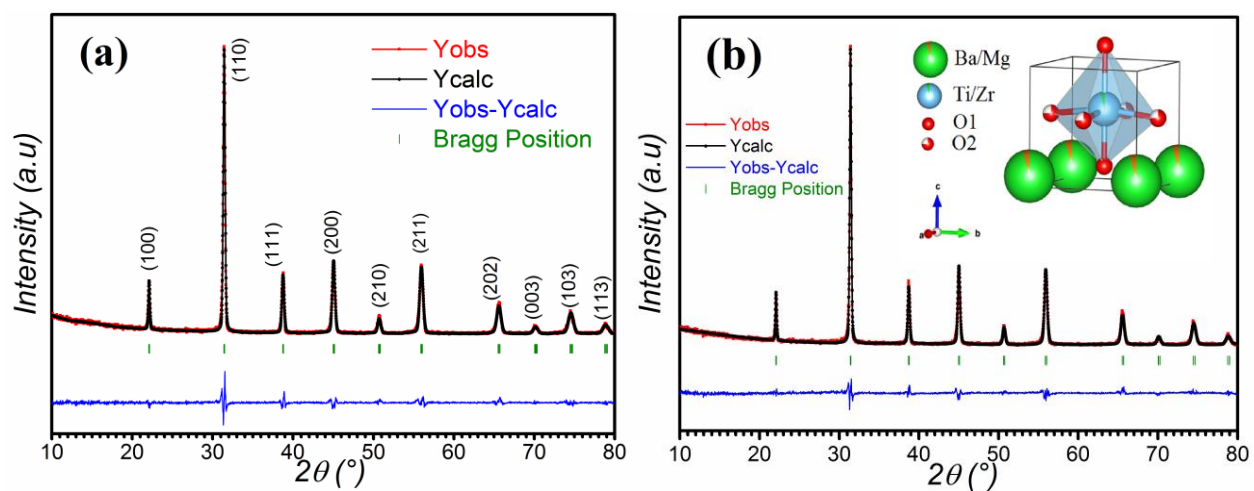 (a)
Yobs
Ycalc
Yobs-Ycalc
Bragg Position
(100)
(110)
(111)
(200)
(210)
(211)
(202)
(003)
(103)
(113)
Intensity (a.u)
10 20 30 40 50 60 70 80
2θ (°)
(b)
Yobs
Ycalc
Yobs-Ycalc
Bragg Position
Ba/Mg
Ti/Zr
O1
O2
c
a
b
Intensity (a.u)
10 20 30 40 50 60 70 80
2θ (°)